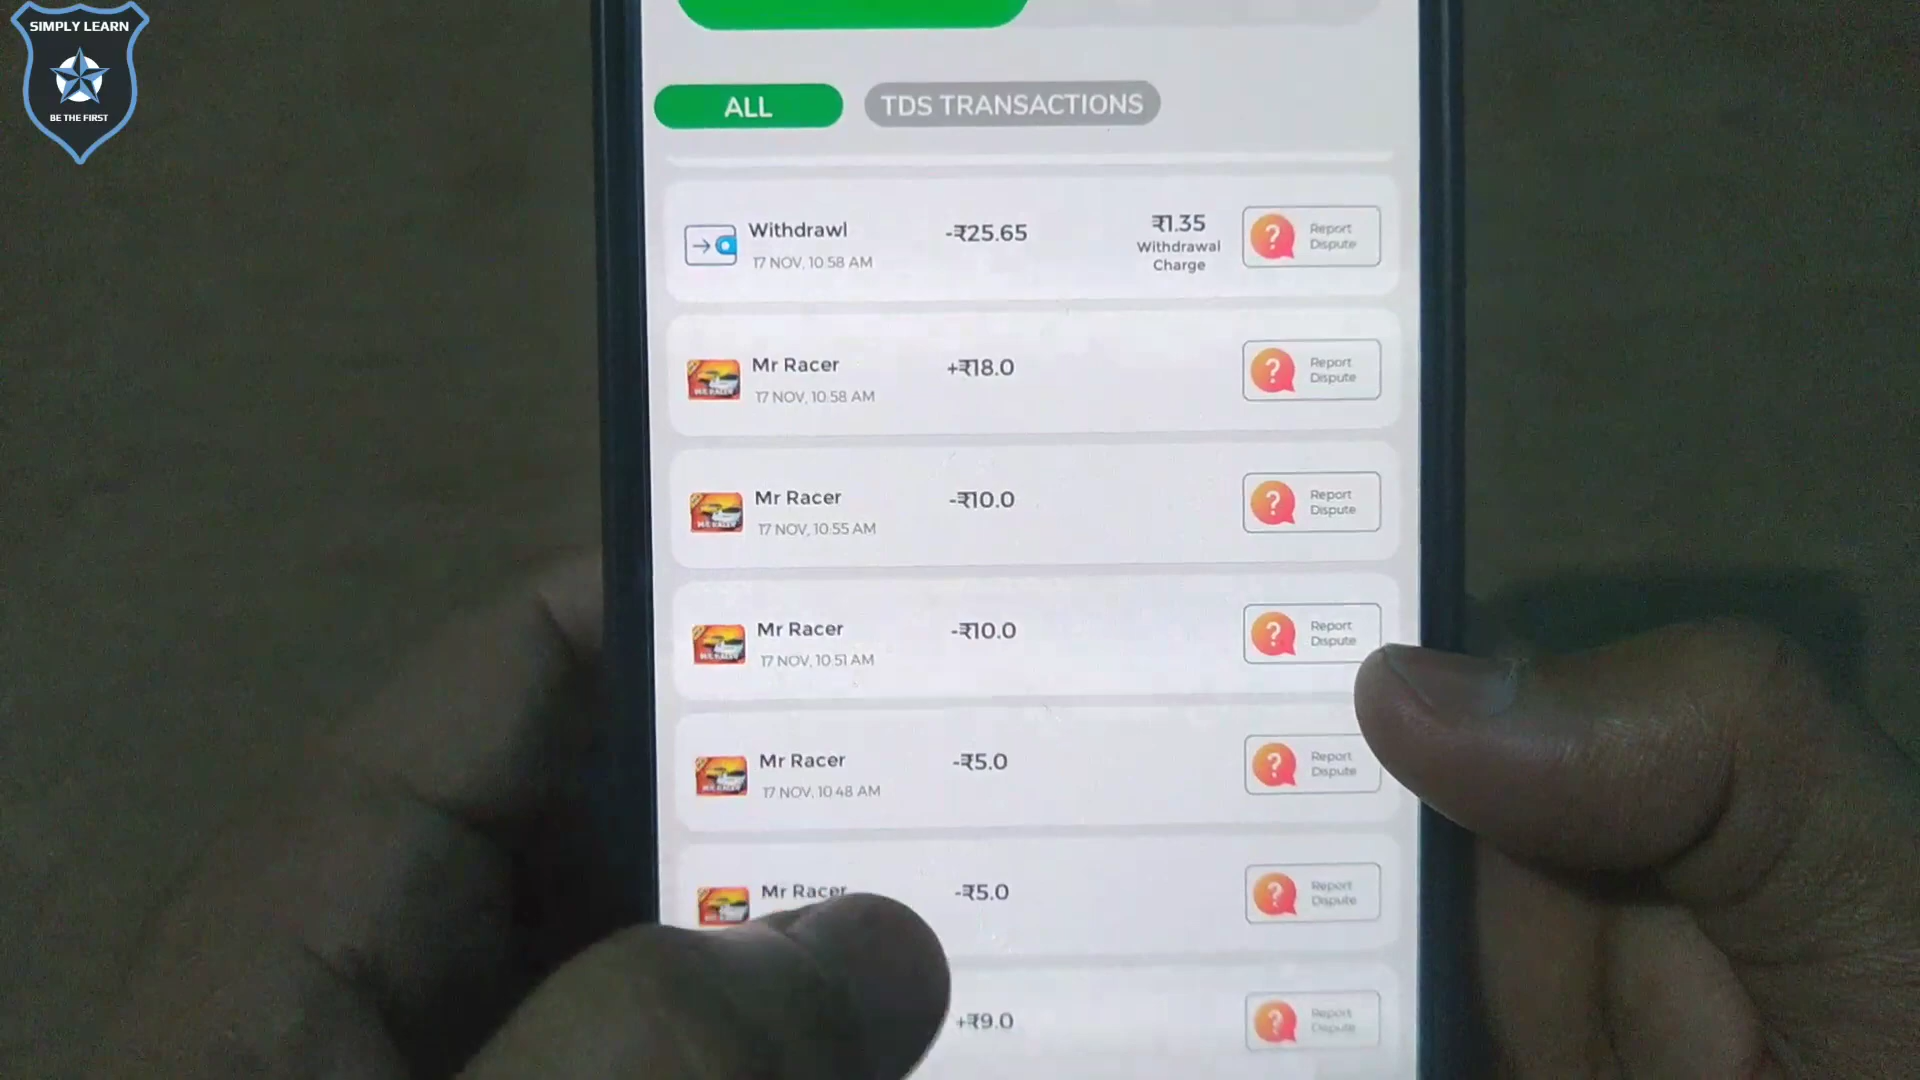 SIMPLY LEARN
BE THE FIRST
ALL
TDS TRANSACTIONS
Withdrawl
17 NOV, 10:58 AM
-₹25.65
₹1.35
Withdrawal
Charge
Report
Dispute
Mr Racer
17 NOV, 10:58 AM
+₹18.0
Report
Dispute
Mr Racer
17 NOV, 10:55 AM
-₹10.0
Report
Dispute
Mr Racer
17 NOV, 10:51 AM
-₹10.0
Report
Dispute
Mr Racer
17 NOV, 10:48 AM
-₹5.0
Report
Dispute
Mr Racer
-₹5.0
Report
Dispute
+₹9.0
Report
Dispute